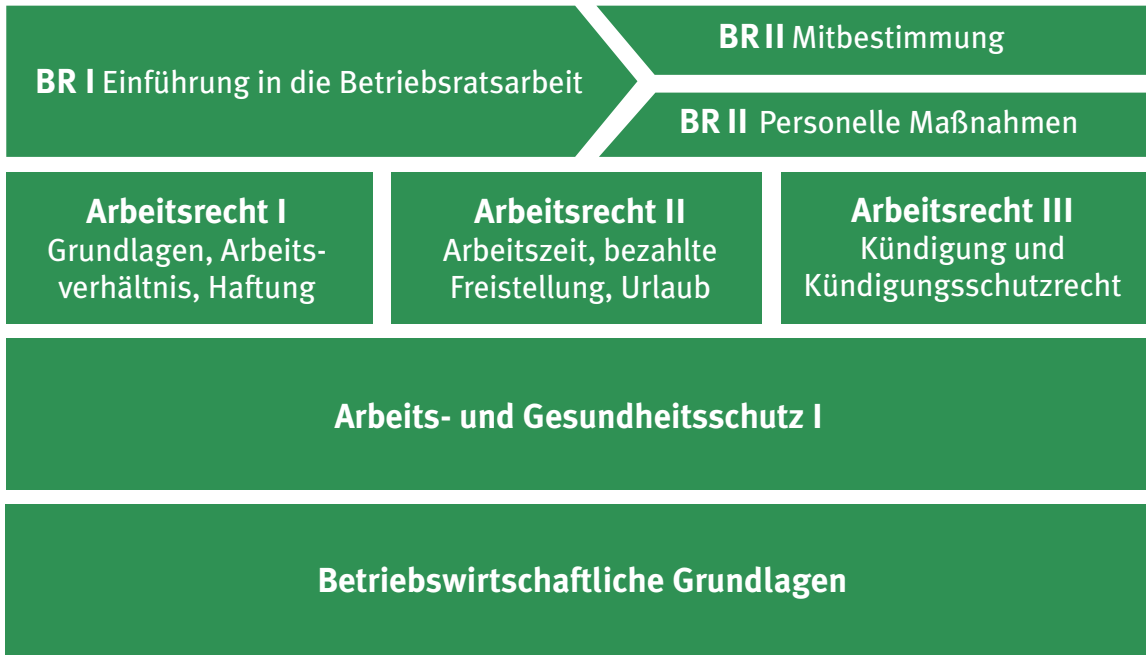 BR I Einführung in die Betriebsratsarbeit
BR II Mitbestimmung
BR II Personelle Maßnahmen
Arbeitsrecht I
Grundlagen, Arbeits-
verhältnis, Haftung
Arbeitsrecht II
Arbeitszeit, bezahlte
Freistellung, Urlaub
Arbeitsrecht III
Kündigung und
Kündigungsschutzrecht
Arbeits- und Gesundheitsschutz I
Betriebswirtschaftliche Grundlagen